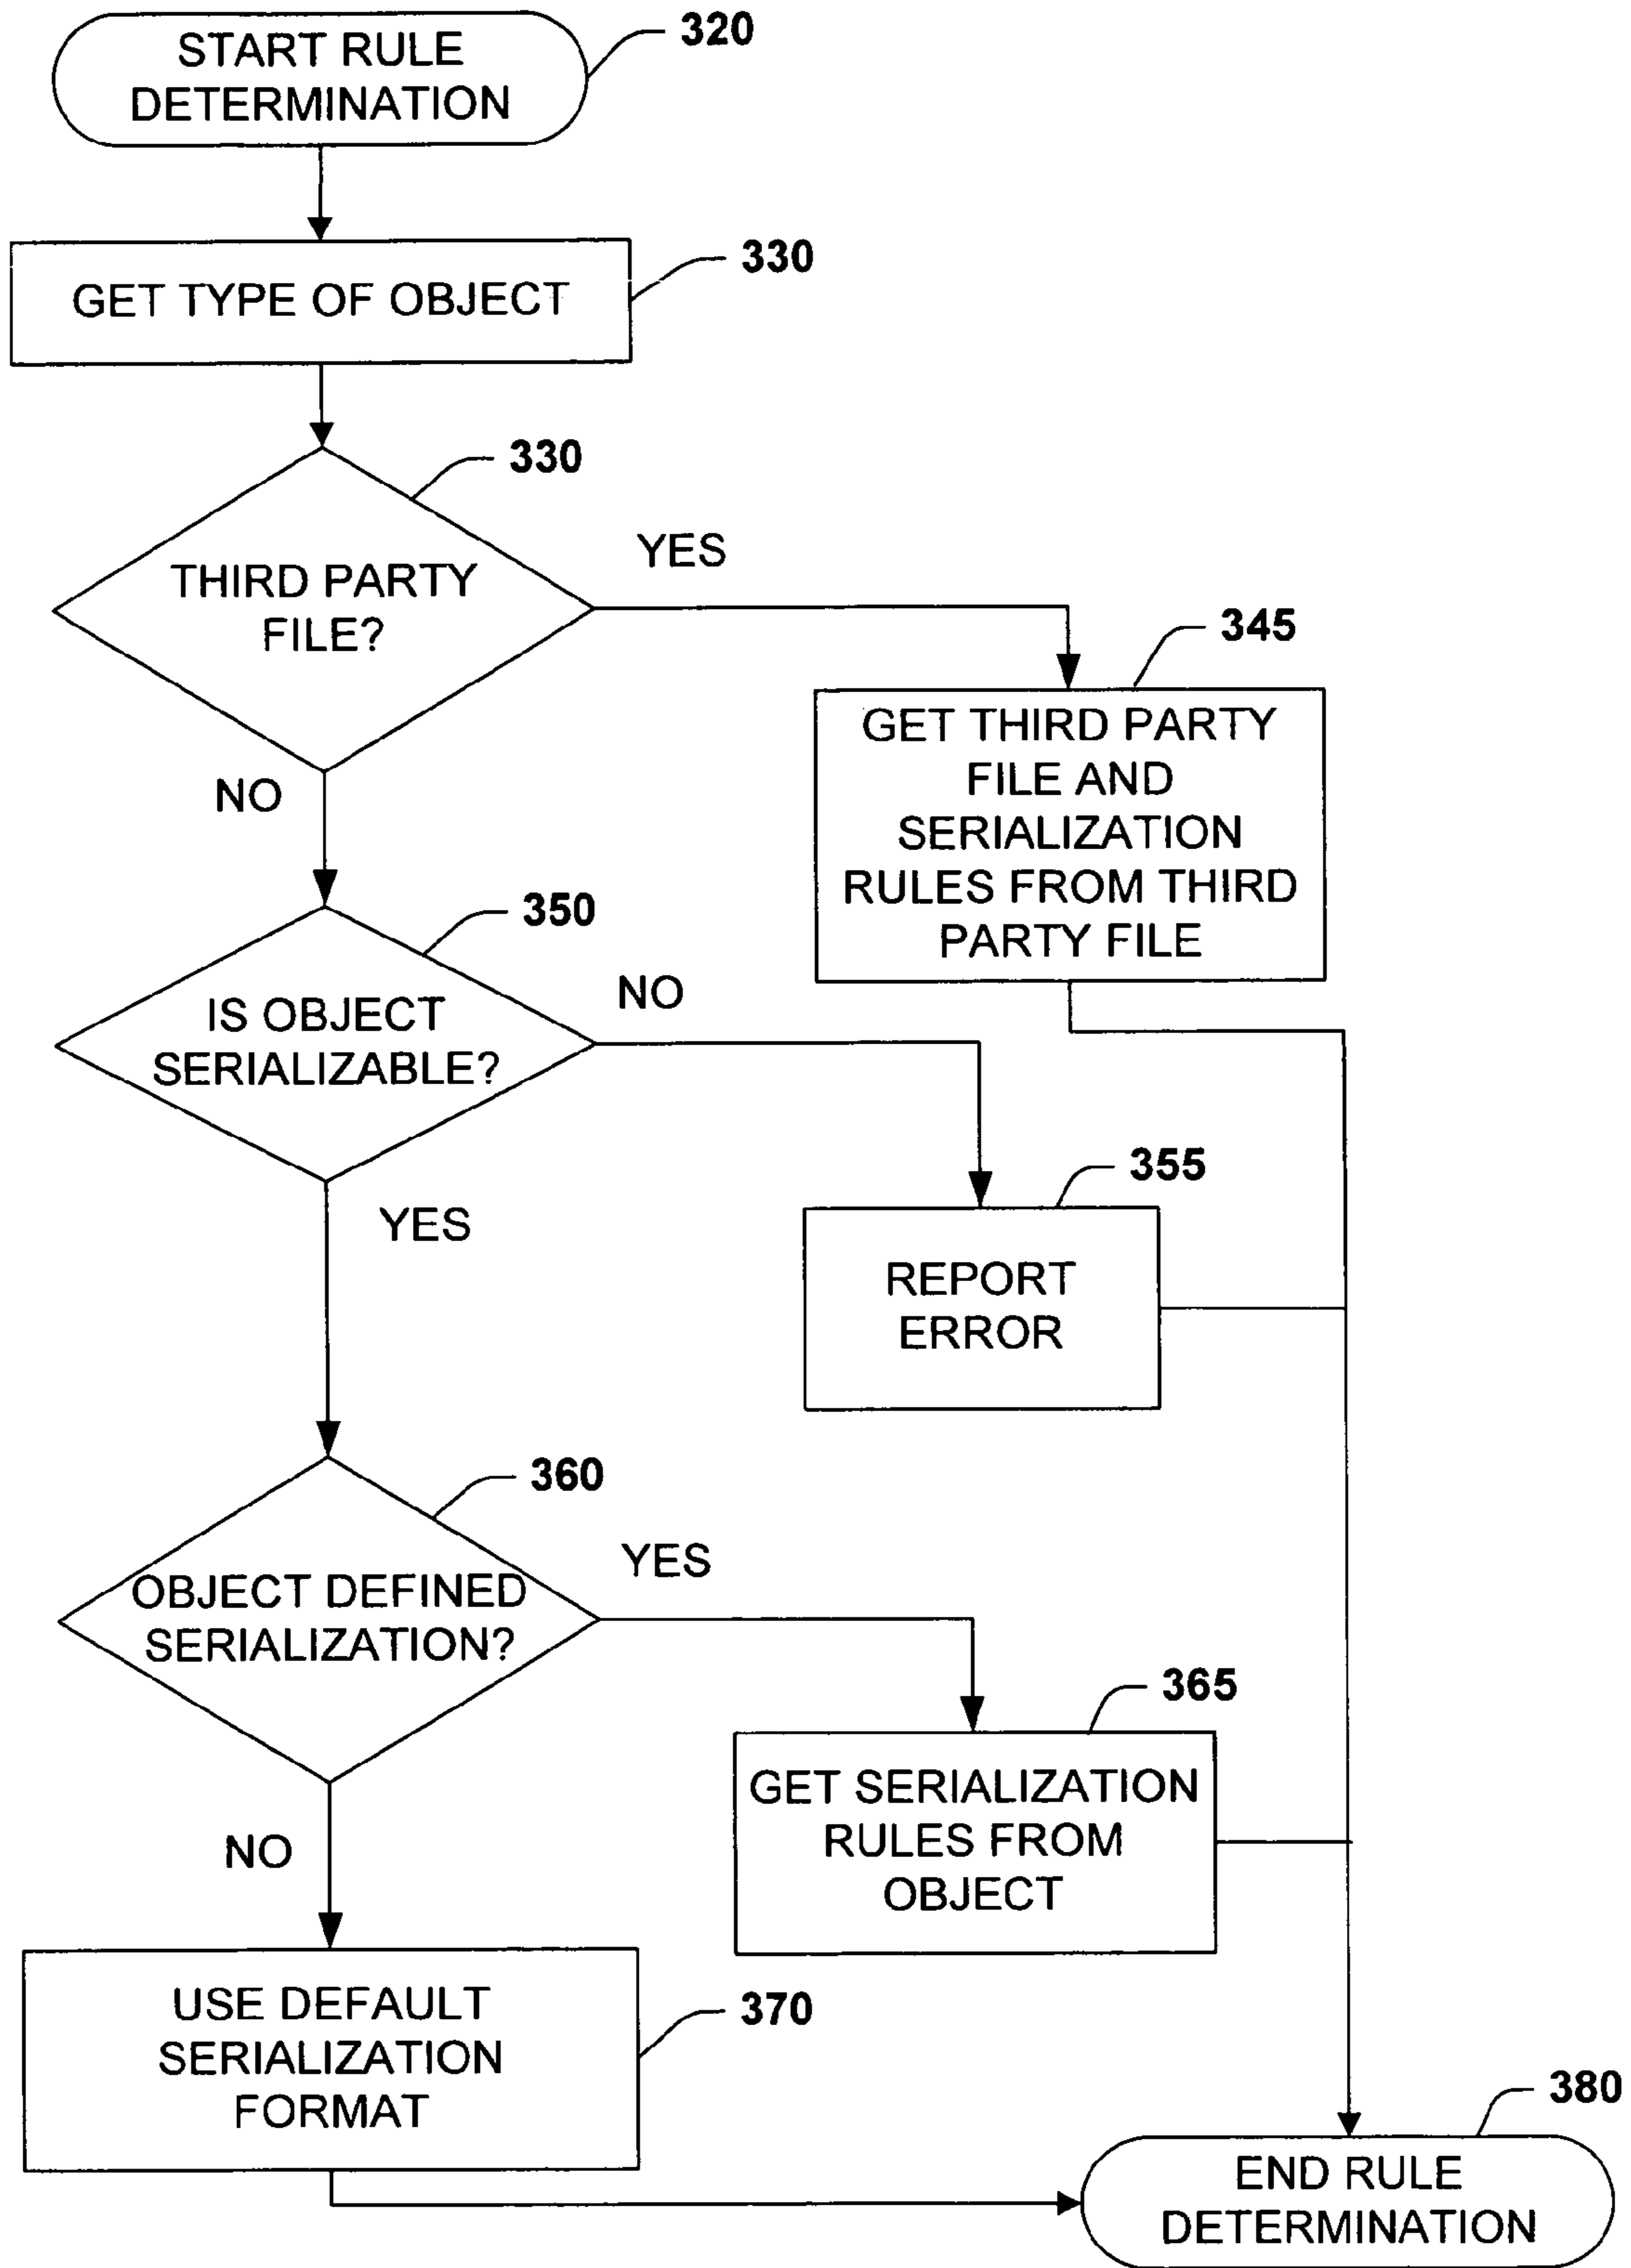 START RULE
DETERMINATION
320
GET TYPE OF OBJECT
330
330
THIRD PARTY
FILE?
YES
NO
345
GET THIRD PARTY
FILE AND
SERIALIZATION
RULES FROM THIRD
PARTY FILE
350
IS OBJECT
SERIALIZABLE?
NO
YES
355
REPORT
ERROR
360
OBJECT DEFINED
SERIALIZATION?
YES
NO
365
GET SERIALIZATION
RULES FROM
OBJECT
USE DEFAULT
SERIALIZATION
FORMAT
370
380
END RULE
DETERMINATION